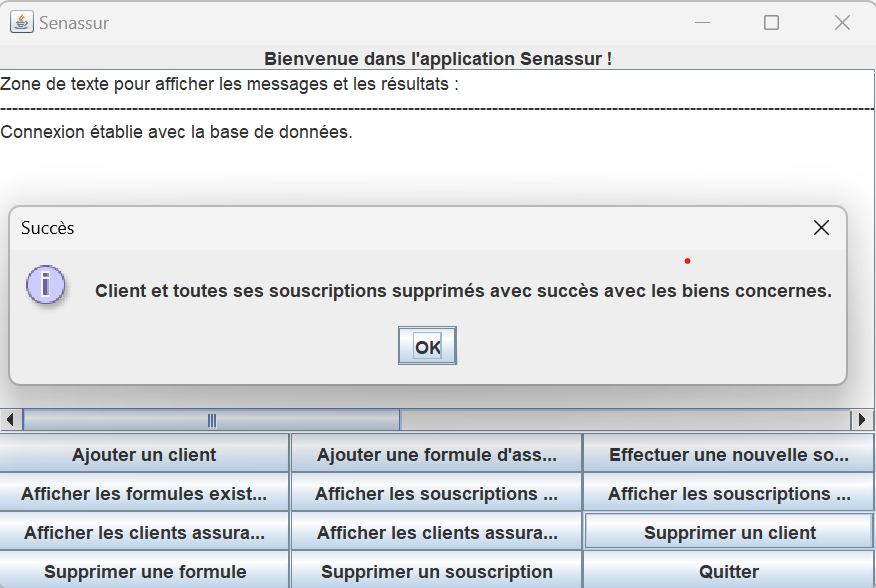 Senassur
Bienvenue dans l'application Senassur !
Zone de texte pour afficher les messages et les résultats :
Connexion établie avec la base de données.
Succès
Client et toutes ses souscriptions supprimés avec succès avec les biens concernes.
OK
Ajouter un client
Ajouter une formule d'ass...
Effectuer une nouvelle so...
Afficher les formules exist...
Afficher les souscriptions ...
Afficher les souscriptions ...
Afficher les clients assura...
Afficher les clients assura...
Supprimer un client
Supprimer une formule
Supprimer un souscription
Quitter